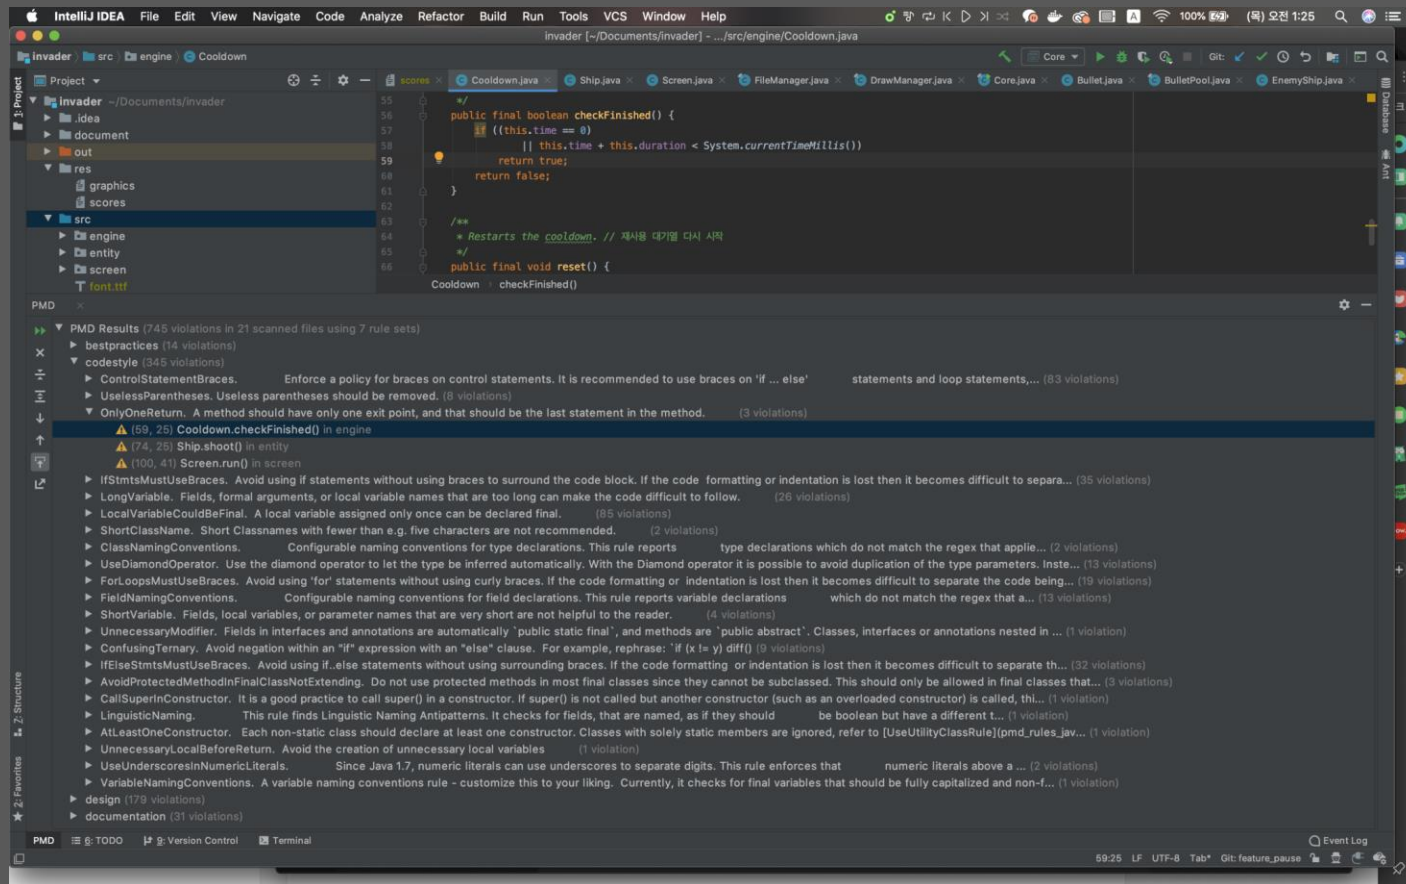 IntelliJ IDEA File Edit View Navigate Code Analyze Refactor Build Run Tools VCS Window Help 100% (목) 오전 1:25
invader [~/Documents/invader] - .../src/engine/Cooldown.java
invader src engine Cooldown Core Git:
Project scores Cooldown.java Ship.java Screen.java FileManager.java DrawManager.java Core.java Bullet.java BulletPool.java EnemyShip.java
1: Project
invader ~/Documents/invader
.idea
document
out
res
graphics
scores
src
engine
entity
screen
font.ttf
55 */
56 public final boolean checkFinished() {
57 if ((this.time == 0)
58 || this.time + this.duration < System.currentTimeMillis())
59 return true;
60 return false;
61 }
62
63 /**
64 * Restarts the cooldown. // 재사용 대기열 다시 시작
65 */
66 public final void reset() {
Cooldown checkFinished()
Database
Ant
PMD
PMD Results (745 violations in 21 scanned files using 7 rule sets)
bestpractices (14 violations)
codestyle (345 violations)
ControlStatementBraces. Enforce a policy for braces on control statements. It is recommended to use braces on 'if ... else' statements and loop statements,... (83 violations)
UselessParentheses. Useless parentheses should be removed. (8 violations)
OnlyOneReturn. A method should have only one exit point, and that should be the last statement in the method. (3 violations)
(59, 25) Cooldown.checkFinished() in engine
(74, 25) Ship.shoot() in entity
(100, 41) Screen.run() in screen
IfStmtsMustUseBraces. Avoid using if statements without using braces to surround the code block. If the code formatting or indentation is lost then it becomes difficult to separa... (35 violations)
LongVariable. Fields, formal arguments, or local variable names that are too long can make the code difficult to follow. (26 violations)
LocalVariableCouldBeFinal. A local variable assigned only once can be declared final. (85 violations)
ShortClassName. Short Classnames with fewer than e.g. five characters are not recommended. (2 violations)
ClassNamingConventions. Configurable naming conventions for type declarations. This rule reports type declarations which do not match the regex that applie... (2 violations)
UseDiamondOperator. Use the diamond operator to let the type be inferred automatically. With the Diamond operator it is possible to avoid duplication of the type parameters. Inste... (13 violations)
ForLoopsMustUseBraces. Avoid using 'for' statements without using curly braces. If the code formatting or indentation is lost then it becomes difficult to separate the code being... (19 violations)
FieldNamingConventions. Configurable naming conventions for field declarations. This rule reports variable declarations which do not match the regex that a... (13 violations)
ShortVariable. Fields, local variables, or parameter names that are very short are not helpful to the reader. (4 violations)
UnnecessaryModifier. Fields in interfaces and annotations are automatically `public static final`, and methods are `public abstract`. Classes, interfaces or annotations nested in ... (1 violation)
ConfusingTernary. Avoid negation within an "if" expression with an "else" clause. For example, rephrase: `if (x != y) diff() (9 violations)
IfElseStmtsMustUseBraces. Avoid using if..else statements without using surrounding braces. If the code formatting or indentation is lost then it becomes difficult to separate th... (32 violations)
AvoidProtectedMethodInFinalClassNotExtending. Do not use protected methods in most final classes since they cannot be subclassed. This should only be allowed in final classes that... (3 violations)
CallSuperInConstructor. It is a good practice to call super() in a constructor. If super() is not called but another constructor (such as an overloaded constructor) is called, thi... (1 violation)
LinguisticNaming. This rule finds Linguistic Naming Antipatterns. It checks for fields, that are named, as if they should be boolean but have a different t... (1 violation)
AtLeastOneConstructor. Each non-static class should declare at least one constructor. Classes with solely static members are ignored, refer to [UseUtilityClassRule](pmd_rules_jav... (1 violation)
UnnecessaryLocalBeforeReturn. Avoid the creation of unnecessary local variables (1 violation)
UseUnderscoresInNumericLiterals. Since Java 1.7, numeric literals can use underscores to separate digits. This rule enforces that numeric literals above a ... (2 violations)
VariableNamingConventions. A variable naming conventions rule - customize this to your liking. Currently, it checks for final variables that should be fully capitalized and non-f... (1 violation)
design (179 violations)
documentation (31 violations)
Z: Structure
2: Favorites
PMD 6: TODO 9: Version Control Terminal Event Log
59:25 LF UTF-8 Tab* Git: feature_pause